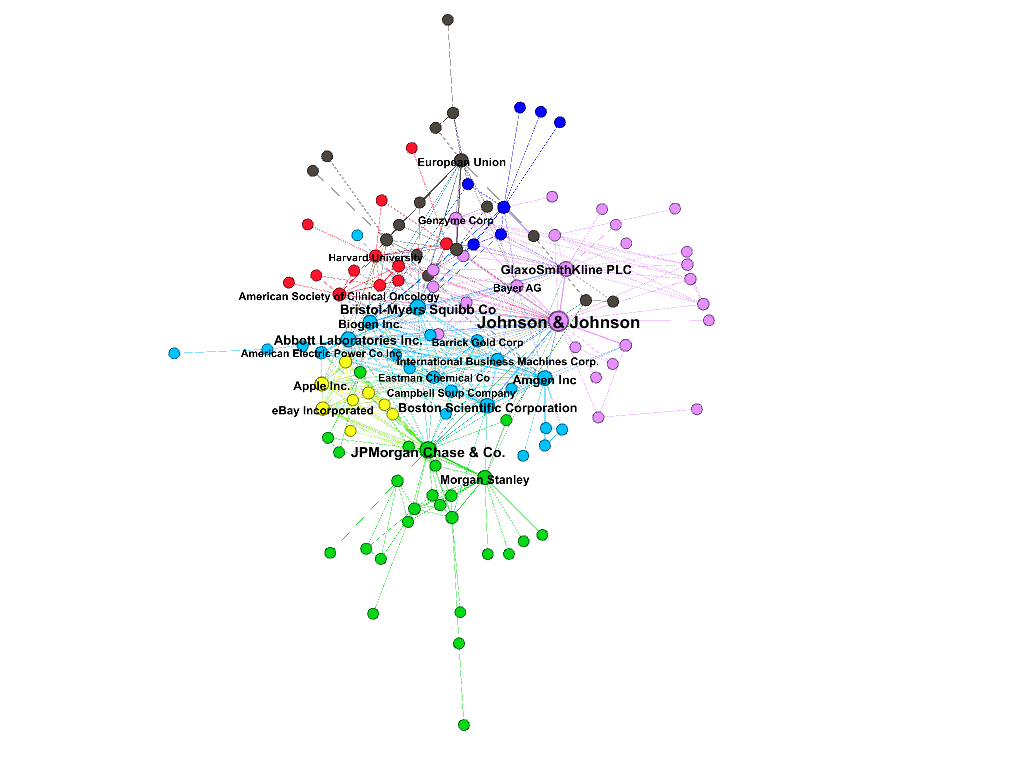 European Union
Genzyme Corp
Harvard University
GlaxoSmithKline PLC
Bayer AG
American Society of Clinical Oncology
Bristol-Myers Squibb Co
Johnson & Johnson
Biogen Inc.
Abbott Laboratories Inc.
Barrick Gold Corp
American Electric Power Co Inc
International Business Machines Corp.
Eastman Chemical Co
Amgen Inc
Apple Inc.
Campbell Soup Company
eBay Incorporated
Boston Scientific Corporation
JPMorgan Chase & Co.
Morgan Stanley